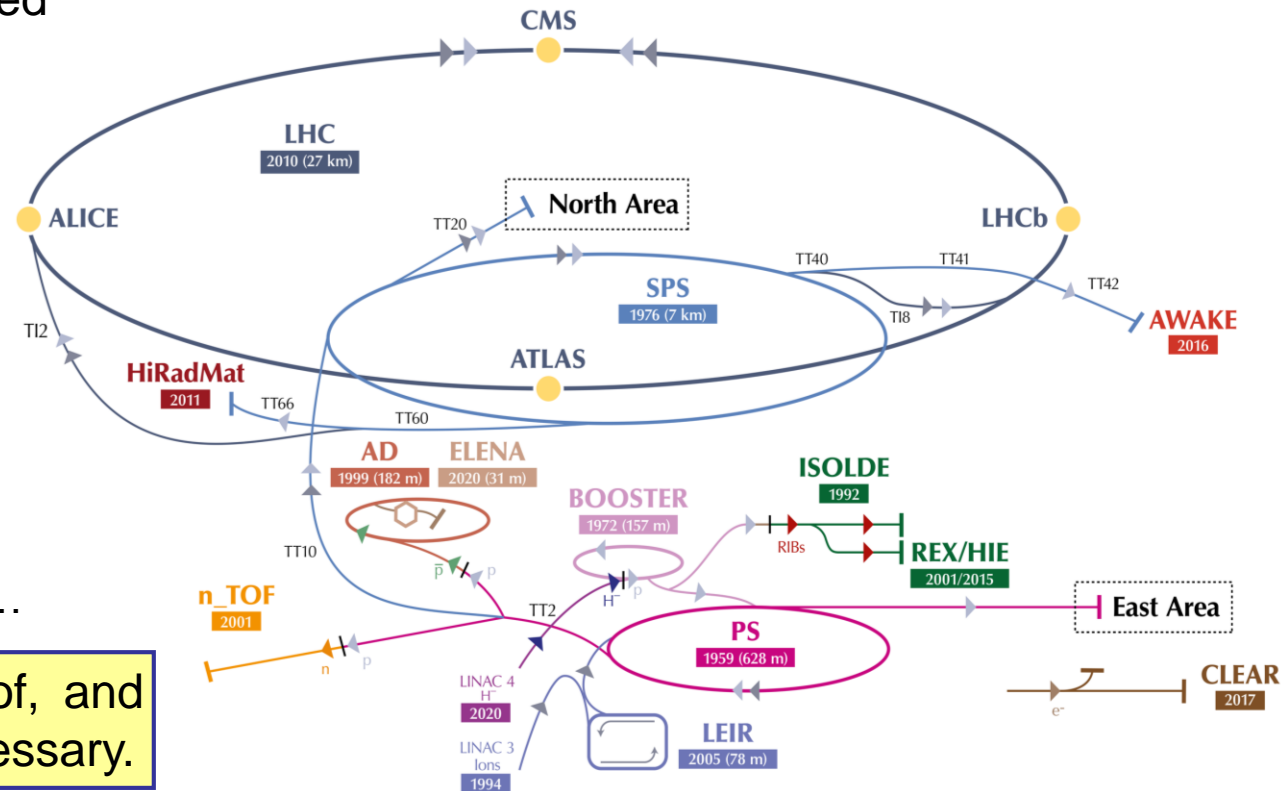 ed
CMS
LHC
2010 (27 km)
ALICE
LHCb
TT20
North Area
TT40
TT41
TT42
SPS
1976 (7 km)
TI8
AWAKE
2016
TI2
ATLAS
HiRadMat
2011
TT66
TT60
AD
1999 (182 m)
ELENA
2020 (31 m)
ISOLDE
1992
BOOSTER
1972 (157 m)
RIBs
REX/HIE
2001/2015
TT10
p̅
p
H⁻
p
East Area
n_TOF
2001
TT2
PS
1959 (628 m)
n
p
...
of, and
essary.
LINAC 4
H⁻
2020
CLEAR
2017
e⁻
LEIR
2005 (78 m)
LINAC 3
Ions
1994